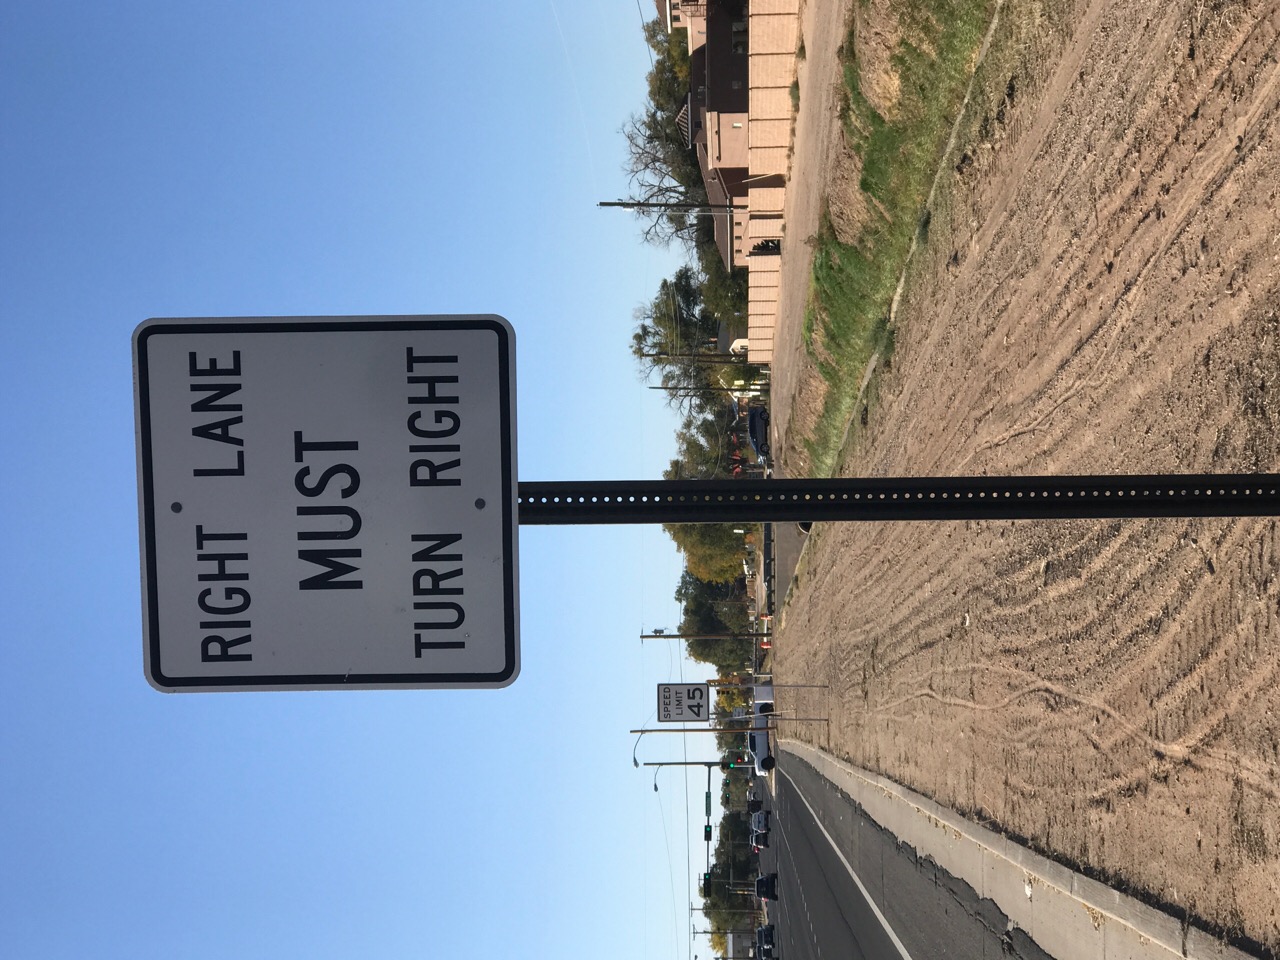 RIGHT LANE
MUST
TURN RIGHT
SPEED
LIMIT
45